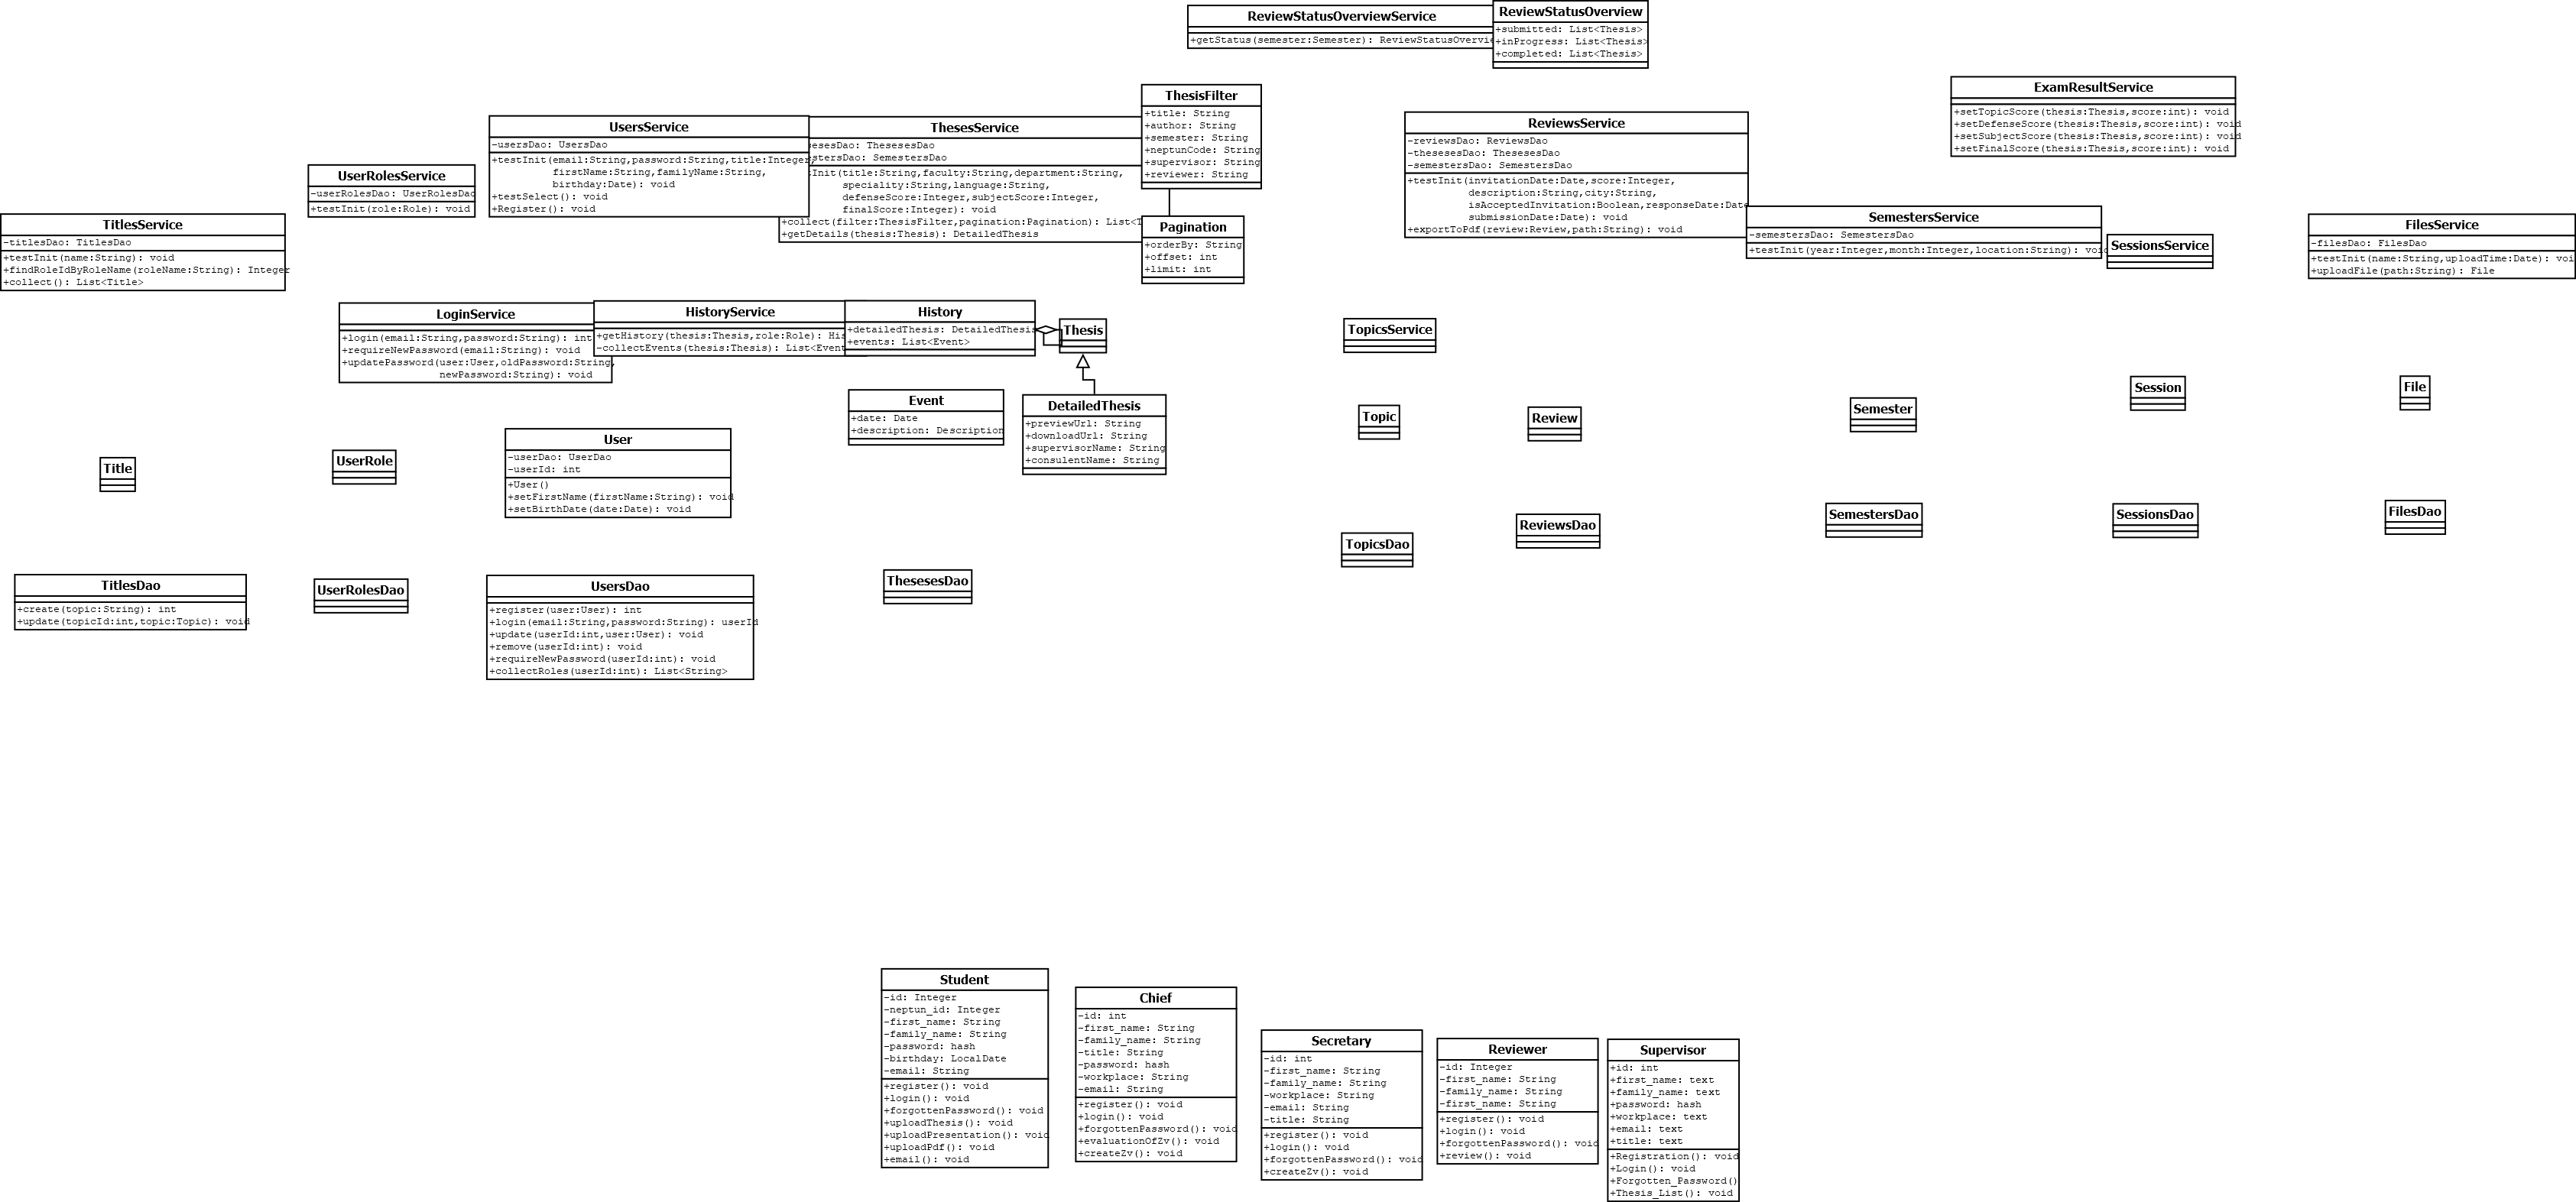 ReviewStatusOverviewService
+getStatus(semester:Semester): ReviewStatusOvervie
ReviewStatusOverview
+submitted: List<Thesis>
+inProgress: List<Thesis>
+completed: List<Thesis>
ThesisFilter
+title: String
+author: String
+semester: String
+neptunCode: String
+supervisor: String
+reviewer: String
ExamResultService
+setTopicScore(thesis:Thesis,score:int): void
+setDefenseScore(thesis:Thesis,score:int): void
+setSubjectScore(thesis:Thesis,score:int): void
+setFinalScore(thesis:Thesis,score:int): void
UsersService
-usersDao: UsersDao
+testInit(email:String,password:String,title:Integer,
firstName:String,familyName:String,
birthday:Date): void
+testSelect(): void
+Register(): void
ThesesService
sesesDao: ThesesesDao
stersDao: SemestersDao
Init(title:String,faculty:String,department:String,
speciality:String,language:String,
defenseScore:Integer,subjectScore:Integer,
finalScore:Integer): void
+collect(filter:ThesisFilter,pagination:Pagination): List<T
+getDetails(thesis:Thesis): DetailedThesis
ReviewsService
-reviewsDao: ReviewsDao
-thesesesDao: ThesesesDao
-semestersDao: SemestersDao
+testInit(invitationDate:Date,score:Integer,
description:String,city:String,
isAcceptedInvitation:Boolean,responseDate:Date
submissionDate:Date): void
+exportToPdf(review:Review,path:String): void
UserRolesService
-userRolesDao: UserRolesDao
+testInit(role:Role): void
TitlesService
-titlesDao: TitlesDao
+testInit(name:String): void
+findRoleIdByRoleName(roleName:String): Integer
+collect(): List<Title>
Pagination
+orderBy: String
+offset: int
+limit: int
SemestersService
-semestersDao: SemestersDao
+testInit(year:Integer,month:Integer,location:String): void
SessionsService
FilesService
-filesDao: FilesDao
+testInit(name:String,uploadTime:Date): voi
+uploadFile(path:String): File
LoginService
+login(email:String,password:String): int
+requireNewPassword(email:String): void
+updatePassword(user:User,oldPassword:String,
newPassword:String): void
HistoryService
+getHistory(thesis:Thesis,role:Role): His
-collectEvents(thesis:Thesis): List<Event
History
+detailedThesis: DetailedThesis
+events: List<Event>
Thesis
TopicsService
Event
+date: Date
+description: Description
DetailedThesis
+previewUrl: String
+downloadUrl: String
+supervisorName: String
+consulentName: String
Topic
Review
Semester
Session
File
Title
UserRole
User
-userDao: UserDao
-userId: int
+User()
+setFirstName(firstName:String): void
+setBirthDate(date:Date): void
TopicsDao
ReviewsDao
SemestersDao
SessionsDao
FilesDao
TitlesDao
+create(topic:String): int
+update(topicId:int,topic:Topic): void
UserRolesDao
UsersDao
+register(user:User): int
+login(email:String,password:String): userId
+update(userId:int,user:User): void
+remove(userId:int): void
+requireNewPassword(userId:int): void
+collectRoles(userId:int): List<String>
ThesesesDao
Student
-id: Integer
-neptun_id: Integer
-first_name: String
-family_name: String
-password: hash
-birthday: LocalDate
-email: String
+register(): void
+login(): void
+forgottenPassword(): void
+uploadThesis(): void
+uploadPresentation(): void
+uploadPdf(): void
+email(): void
Chief
-id: int
-first_name: String
-family_name: String
-title: String
-password: hash
-workplace: String
-email: String
+register(): void
+login(): void
+forgottenPassword(): void
+evaluationOfZv(): void
+createZv(): void
Secretary
-id: int
-first_name: String
-family_name: String
-workplace: String
-email: String
-title: String
+register(): void
+login(): void
+forgottenPassword(): void
+createZv(): void
Reviewer
-id: Integer
-first_name: String
-family_name: String
-first_name: String
+register(): void
+login(): void
+forgottenPassword(): void
+review(): void
Supervisor
+id: int
+first_name: text
+family_name: text
+password: hash
+workplace: text
+email: text
+title: text
+Registration(): void
+Login(): void
+Forgotten_Password()
+Thesis_List(): void